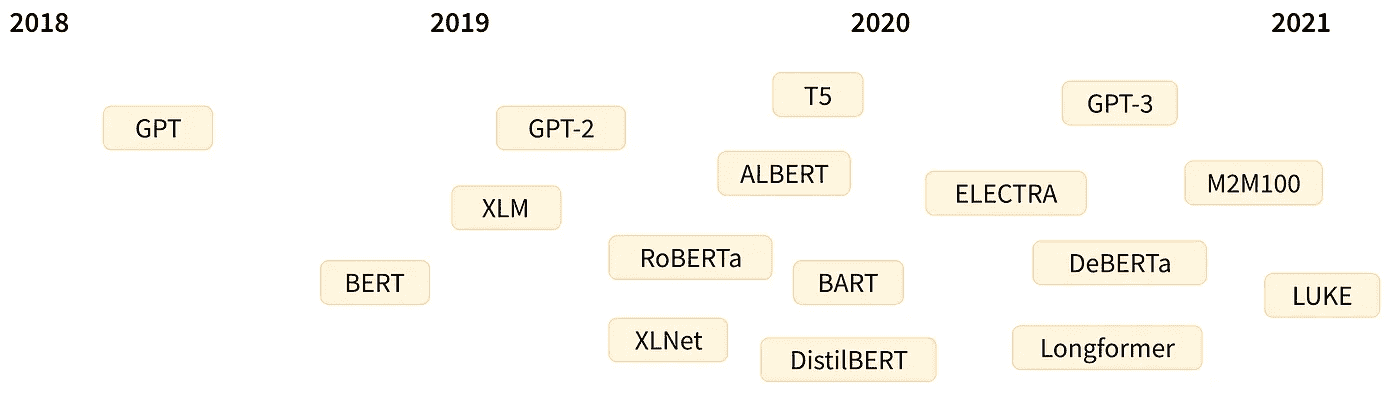 2018 2019 2020 2021
T5
GPT-3
GPT
GPT-2
ALBERT
M2M100
ELECTRA
XLM
RoBERTa
DeBERTa
BERT
BART
LUKE
XLNet
Longformer
DistilBERT